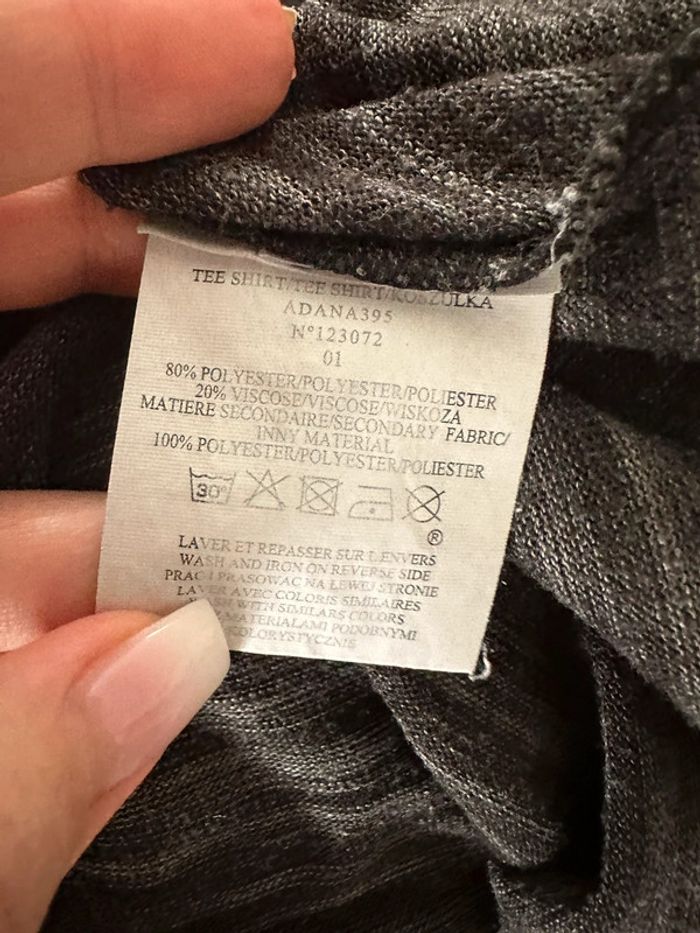 TEE SHIRT/TEE SHIRT/KOSZULKA
ADANA395
N°123072
01
80% POLYESTER/POLYESTER/POLIESTER
20% VISCOSE/VISCOSE/WISKOZA
MATIERE SECONDAIRE/SECONDARY FABRIC/
INNY MATERIAL
100% POLYESTER/POLYESTER/POLIESTER
30°
®
LAVER ET REPASSER SUR L'ENVERS
WASH AND IRON ON REVERSE SIDE
PRAC I PRASOWAC NA LEWEJ STRONIE
LAVER AVEC COLORIS SIMILAIRES
WITH SIMILARS COLORS
MATERIALAMI PODOBNYMI
KOLORYSTYCZNIE